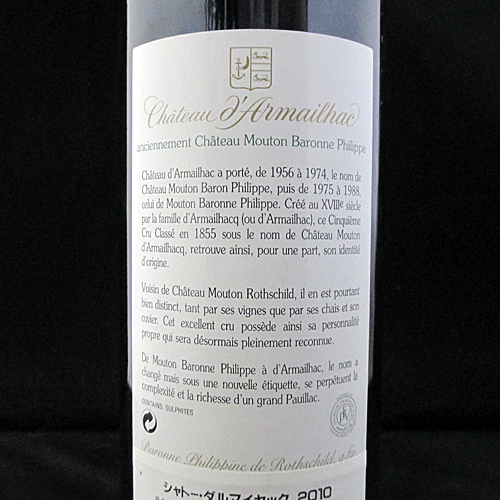 Château d'Armailhac
anciennement Château Mouton Baronne Philippe
Château d'Armailhac a porté, de 1956 à 1974, le nom de
Château Mouton Baron Philippe, puis de 1975 à 1988,
celui de Mouton Baronne Philippe. Créé au XVIIIe siècle
par la famille d'Armailhacq (ou d'Armailhac), ce Cinquième
Cru Classé en 1855 sous le nom de Château Mouton
d'Armailhacq, retrouve ainsi, pour une part, son identité
d'origine.
Voisin de Château Mouton Rothschild, il en est pourtant
bien distinct, tant par ses vignes que par ses chais et son
cuvier. Cet excellent cru possède ainsi sa personnalité
propre qui sera désormais pleinement reconnue.
De Mouton Baronne Philippe à d'Armailhac, le nom a
changé mais sous une nouvelle étiquette, se perpétuent la
complexité et la richesse d'un grand Pauillac.
CONTAINS SULPHITES
Baronne Philippine de Rothschild, g.f.a.
シャトー・ダルマイヤック 2010